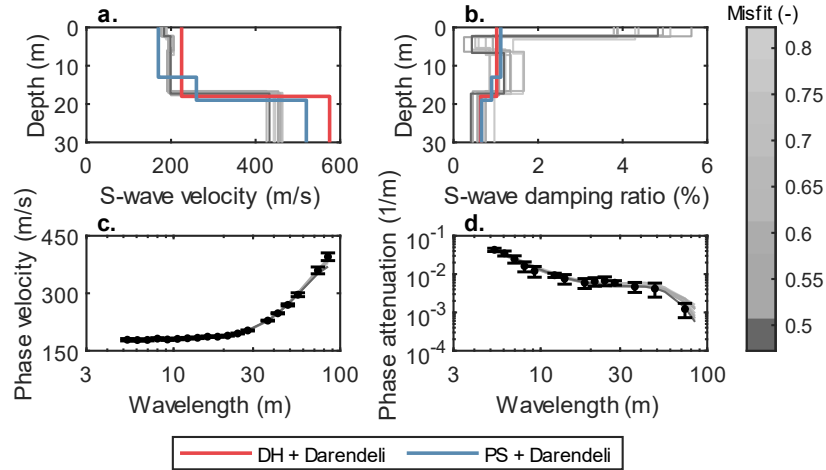 a.
b.
Misfit (-)
0
10
20
30
Depth (m)
0 200 400 600
S-wave velocity (m/s)
0
10
20
30
Depth (m)
0 2 4 6
S-wave damping ratio (%)
0.8
0.75
0.7
0.65
0.6
0.55
0.5
c.
450
300
150
Phase velocity (m/s)
3 10 30 100
Wavelength (m)
d.
10-1
10-2
10-3
10-4
Phase attenuation (1/m)
3 10 30 100
Wavelength (m)
DH + Darendeli
PS + Darendeli